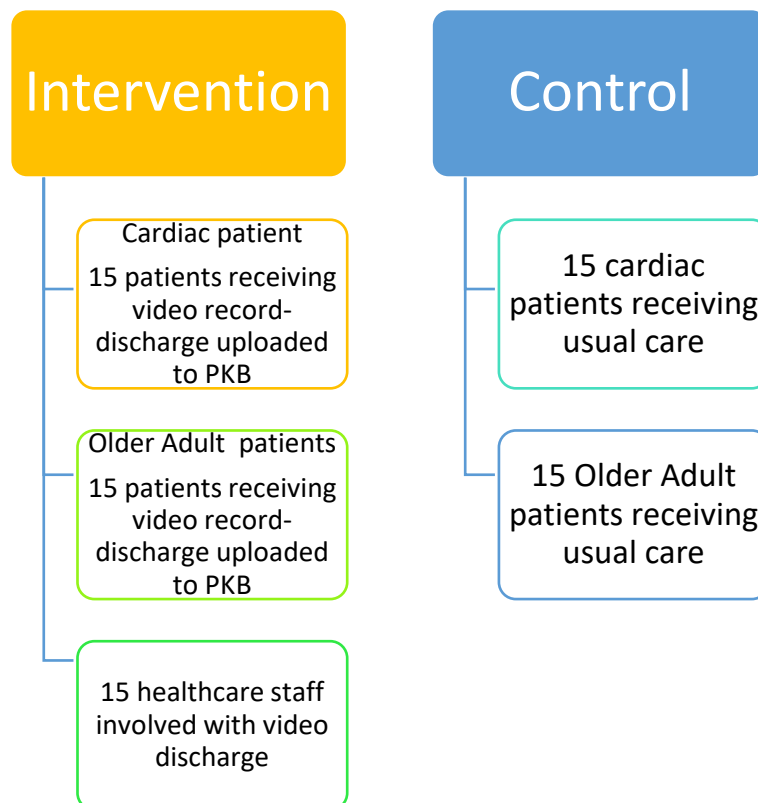 Intervention
Cardiac patient
15 patients receiving
video record-
discharge uploaded
to PKB
Older Adult  patients
15 patients receiving
video record-
discharge uploaded
to PKB
15 healthcare staff
involved with video
discharge
Control
15 cardiac
patients receiving
usual care
15 Older Adult
patients receiving
usual care